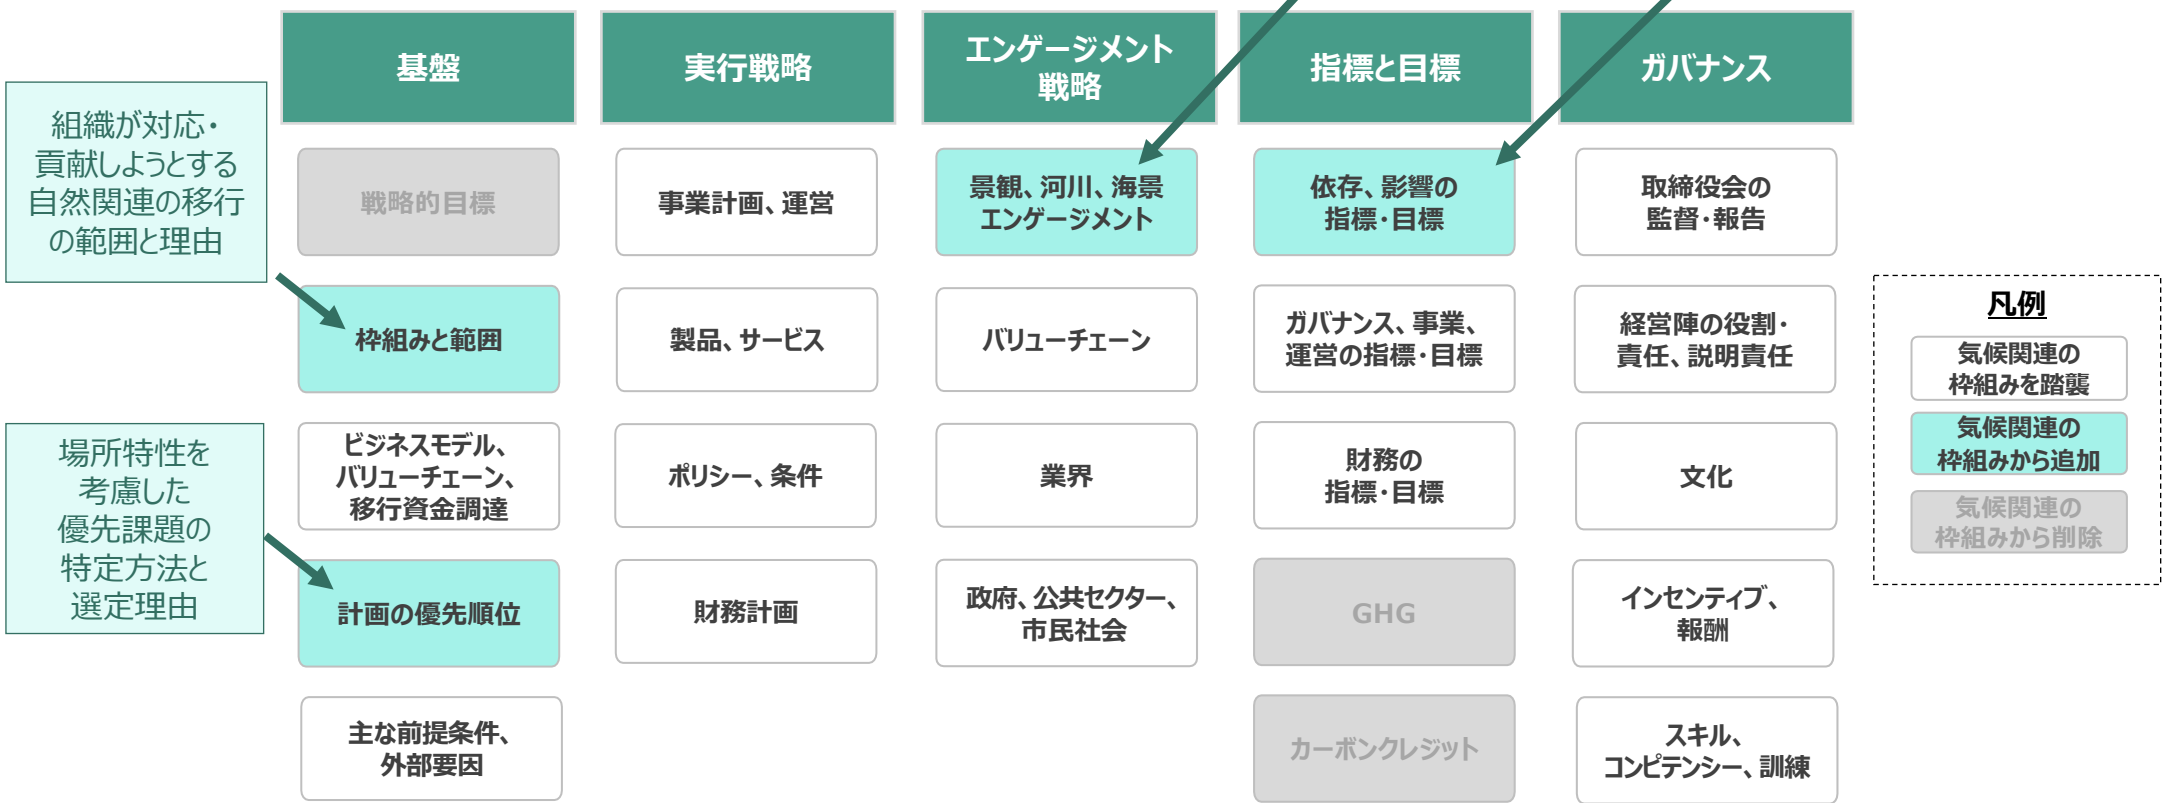 基盤
実行戦略
エンゲージメント
戦略
指標と目標
ガバナンス
組織が対応・
貢献しようとする
自然関連の移行
の範囲と理由
戦略的目標
事業計画、運営
景観、河川、海景
エンゲージメント
依存、影響の
指標・目標
取締役会の
監督・報告
枠組みと範囲
製品、サービス
バリューチェーン
ガバナンス、事業、
運営の指標・目標
経営陣の役割・
責任、説明責任
場所特性を
考慮した
優先課題の
特定方法と
選定理由
ビジネスモデル、
バリューチェーン、
移行資金調達
ポリシー、条件
業界
財務の
指標・目標
文化
計画の優先順位
財務計画
政府、公共セクター、
市民社会
GHG
インセンティブ、
報酬
主な前提条件、
外部要因
カーボンクレジット
スキル、
コンピテンシー、訓練
凡例
気候関連の
枠組みを踏襲
気候関連の
枠組みから追加
気候関連の
枠組みから削除